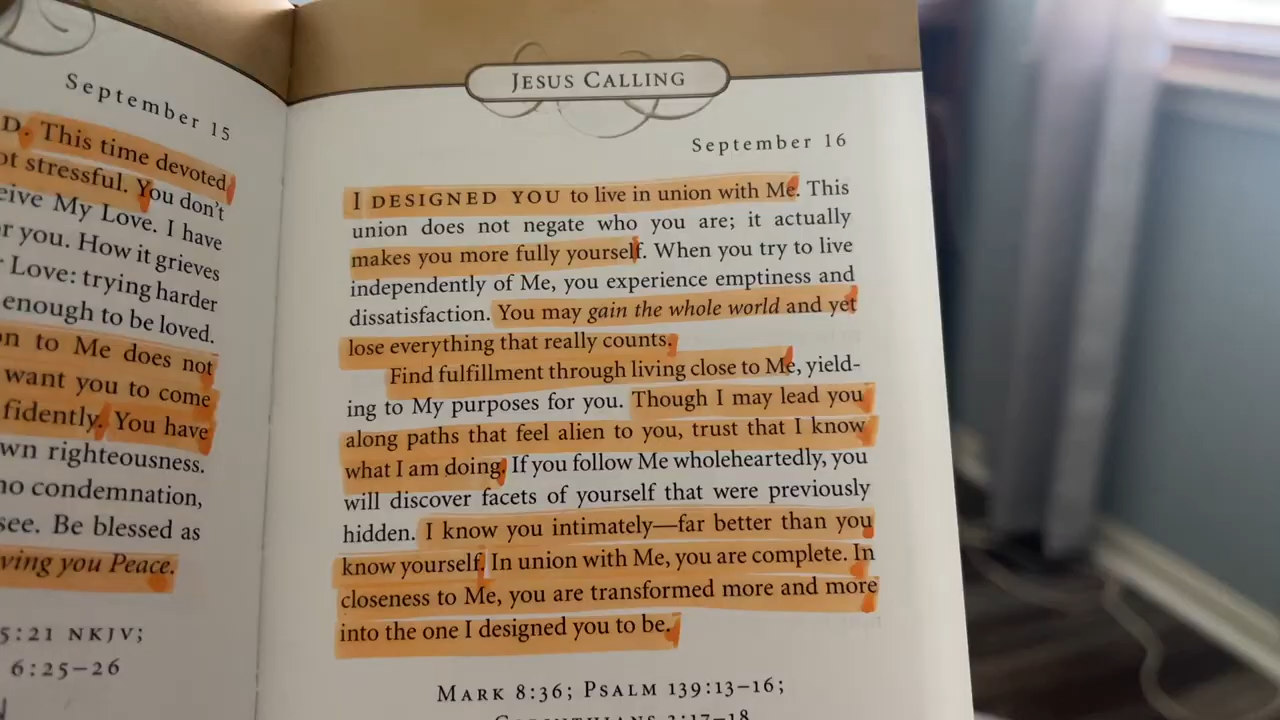 September 15
D. This time devoted
ot stressful. You don't
eive My Love. I have
r you. How it grieves
Love: trying harder
enough to be loved.
on to Me does not
want you to come
fidently. You have
wn righteousness.
no condemnation,
see. Be blessed as
ving you Peace.
5:21 NKJV;
6:25–26
JESUS CALLING
September 16
I DESIGNED YOU to live in union with Me. This
union does not negate who you are; it actually
makes you more fully yourself. When you try to live
independently of Me, you experience emptiness and
dissatisfaction. You may gain the whole world and yet
lose everything that really counts.
Find fulfillment through living close to Me, yield-
ing to My purposes for you. Though I may lead you
along paths that feel alien to you, trust that I know
what I am doing. If you follow Me wholeheartedly, you
will discover facets of yourself that were previously
hidden. I know you intimately—far better than you
know yourself. In union with Me, you are complete. In
closeness to Me, you are transformed more and more
into the one I designed you to be.
MARK 8:36; PSALM 139:13–16;
CORINTHIANS 3:17–18